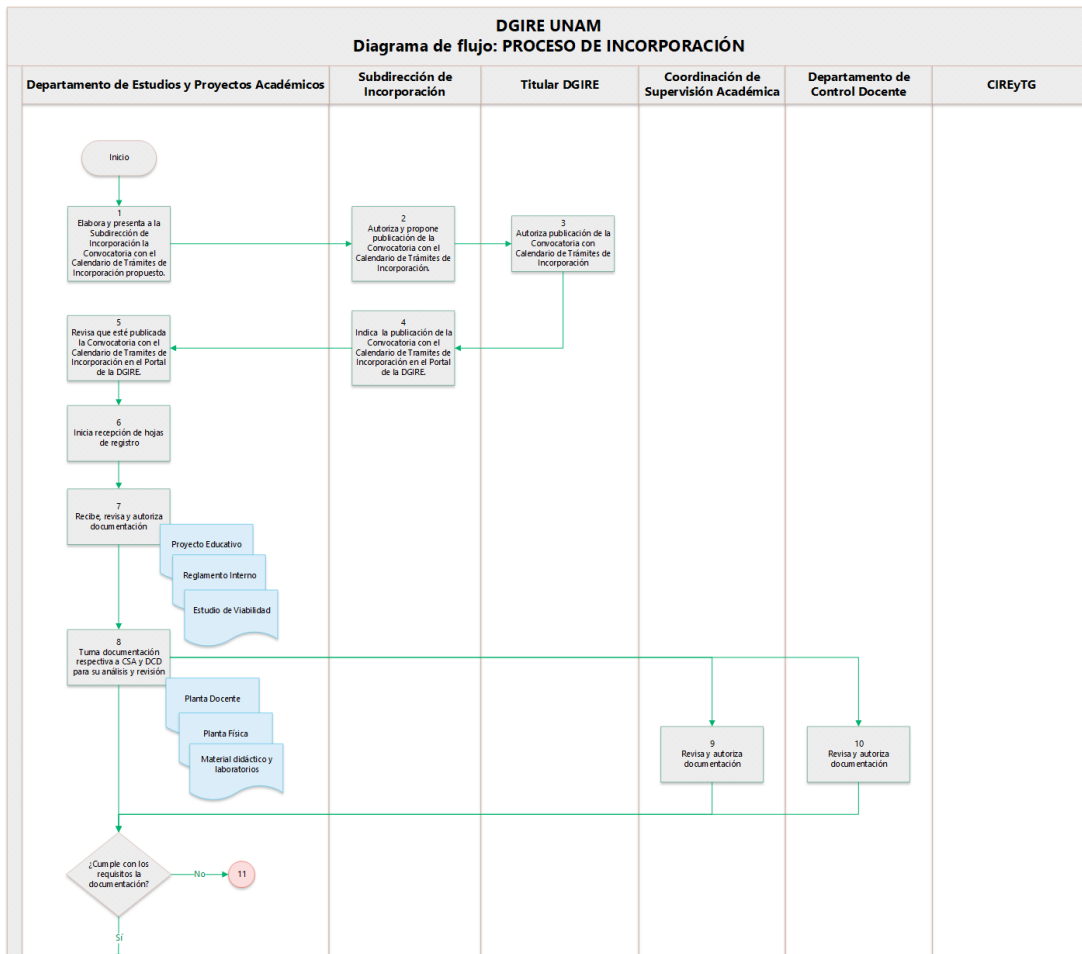 DGIRE UNAM
Diagrama de flujo: PROCESO DE INCORPORACIÓN
Departamento de Estudios y Proyectos Académicos
Subdirección de
Incorporación
Titular DGIRE
Coordinación de
Supervisión Académica
Departamento de
Control Docente
CIREyTG
Inicio
1
Elabora y presenta a la
Subdirección de
Incorporación la
Convocatoria con el
Calendario de Trámites de
Incorporación propuesto.
2
Autoriza y propone
publicación de la
Convocatoria con el
Calendario de Trámites de
Incorporación.
3
Autoriza publicación de la
Convocatoria con
Calendario de Trámites de
Incorporación
5
Revisa que esté publicada
la Convocatoria con el
Calendario de Tramites de
Incorporación en el Portal
de la DGIRE.
4
Indica la publicación de la
Convocatoria con el
Calendario de Tramites de
Incorporación en el Portal
de la DGIRE.
6
Inicia recepción de hojas
de registro
7
Recibe, revisa y autoriza
documentación
Proyecto Educativo
Reglamento Interno
Estudio de Viabilidad
8
Turna documentación
respectiva a CSA y DCD
para su análisis y revisión
Planta Docente
Planta Física
Material didáctico y
laboratorios
9
Revisa y autoriza
documentación
10
Revisa y autoriza
documentación
¿Cumple con los
requisitos la
documentación?
No
11
Sí